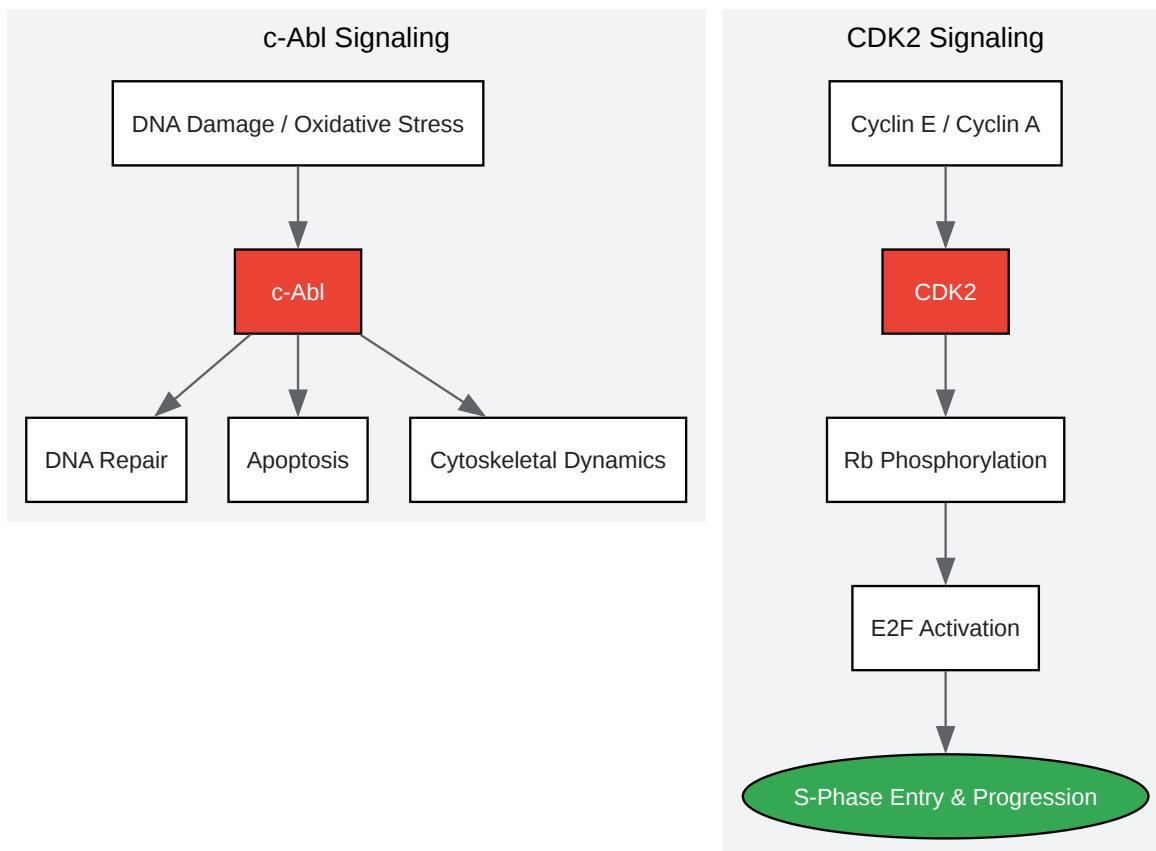 c-Abl Signaling
DNA Damage / Oxidative Stress
c-Abl
DNA Repair
Apoptosis
Cytoskeletal Dynamics
CDK2 Signaling
Cyclin E / Cyclin A
CDK2
Rb Phosphorylation
E2F Activation
S-Phase Entry & Progression